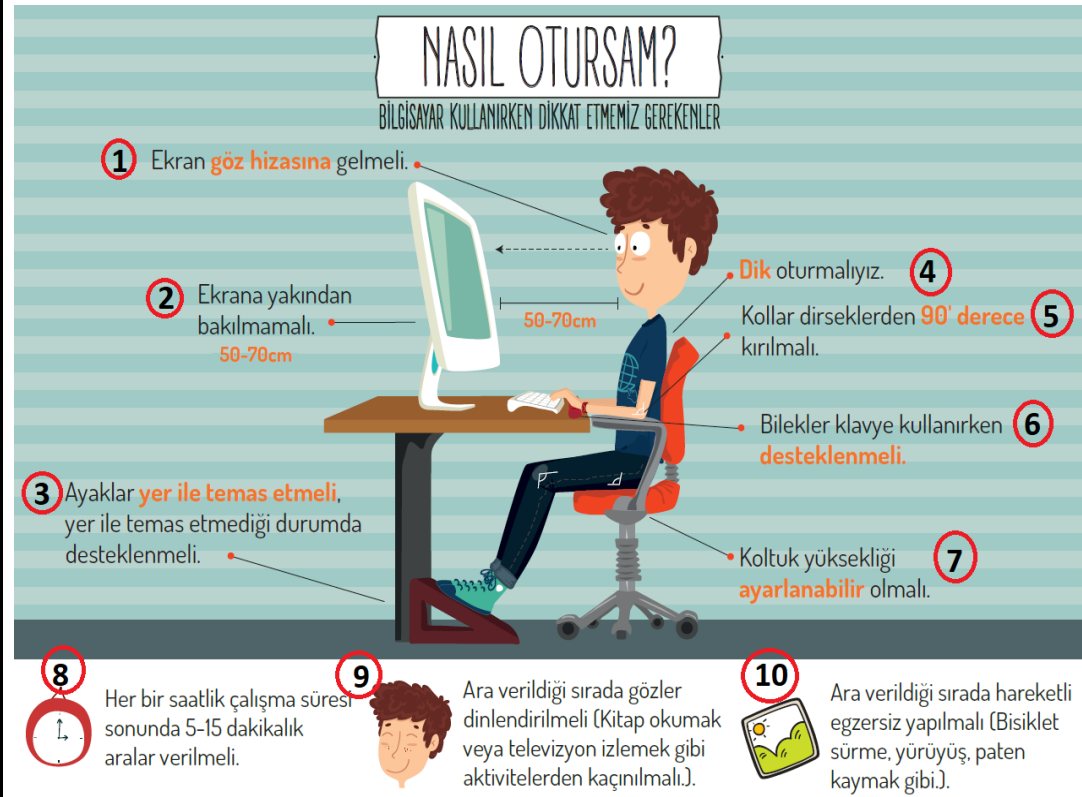 NASIL OTURSAM?
BİLGİSAYAR KULLANIRKEN DİKKAT ETMEMİZ GEREKENLER
1 Ekran göz hizasına gelmeli.
2 Ekrana yakından
bakılmamalı.
50-70cm
50-70cm
3 Ayaklar yer ile temas etmeli,
yer ile temas etmediği durumda
desteklenmeli.
Dik oturmalıyız. 4
Kollar dirseklerden 90' derece 5
kırılmalı.
Bilekler klavye kullanırken 6
desteklenmeli.
Koltuk yüksekliği 7
ayarlanabilir olmalı.
8
Her bir saatlik çalışma süresi
sonunda 5-15 dakikalık
aralar verilmeli.
9
Ara verildiği sırada gözler
dinlendirilmeli (Kitap okumak
veya televizyon izlemek gibi
aktivitelerden kaçınılmalı.).
10
Ara verildiği sırada hareketli
egzersiz yapılmalı (Bisiklet
sürme, yürüyüş, paten
kaymak gibi.).